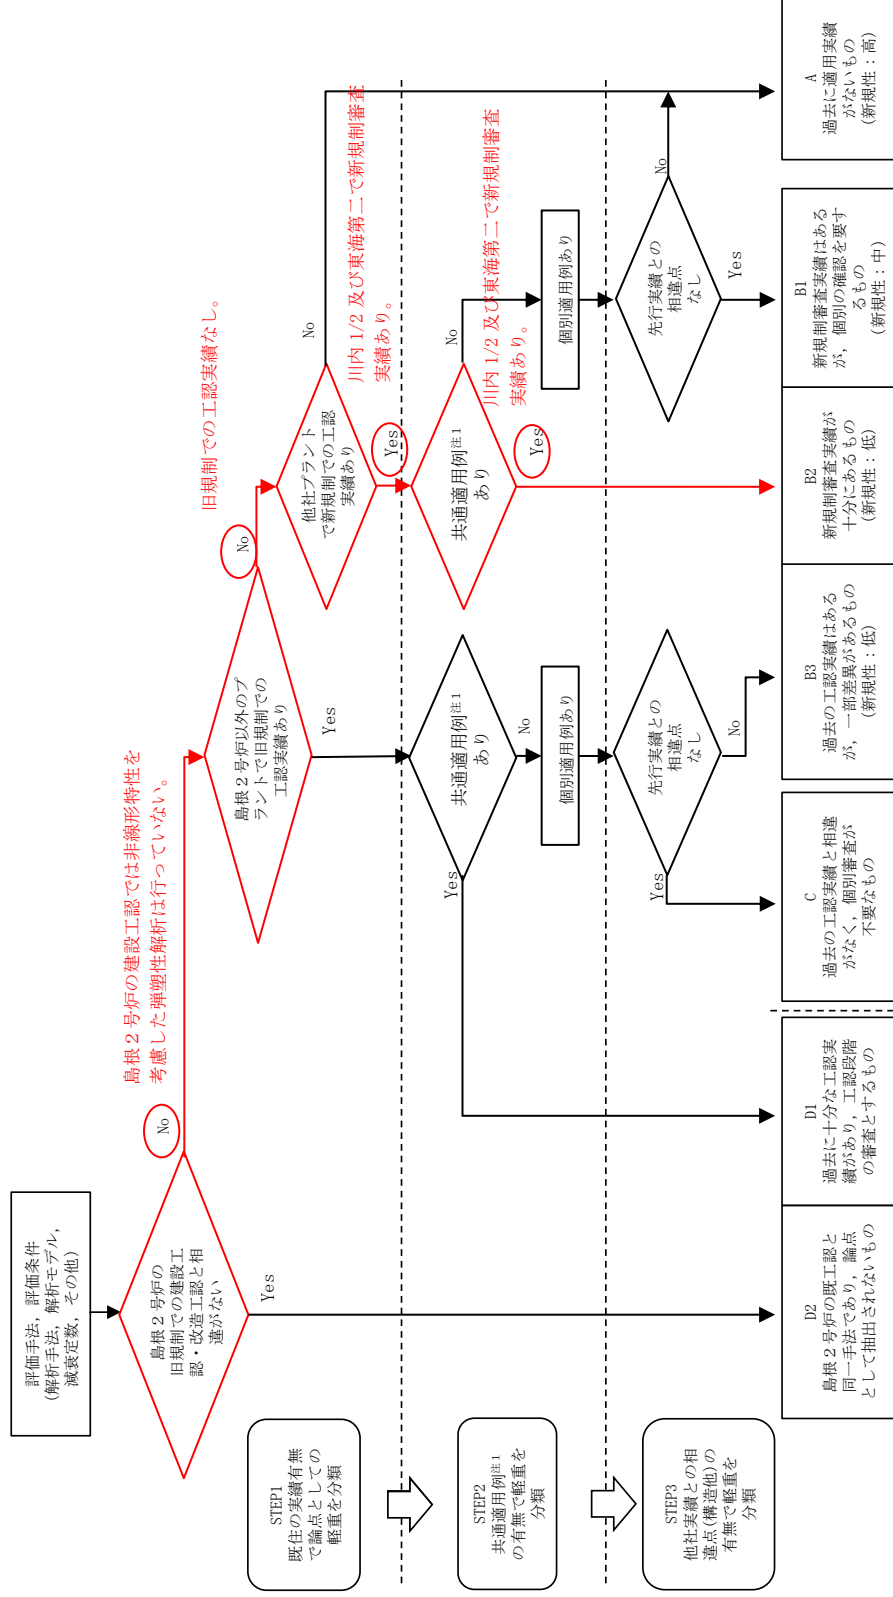 評価手法，評価条件
(解析手法，解析モデル，
減衰定数，その他)
島根２号炉の
旧規制での建設工
認・改造工認と相
違がない
No
Yes
島根２号炉の建設工認では非線形特性を
考慮した弾塑性解析は行っていない。
島根２号炉以外のプ
ラントで旧規制での
工認実績あり
No
Yes
旧規制での工認実績なし。
他社プラント
で新規制での工認
実績あり
No
Yes
川内 1/2 及び東海第二で新規制審査
実績あり。
STEP1
既住の実績有無
で論点としての
軽重を分類
共通適用例注１
あり
Yes
No
共通適用例注１
あり
No
Yes
川内 1/2 及び東海第二で新規制審査
実績あり。
個別適用例あり
個別適用例あり
STEP2
共通適用例注１
の有無で軽重を
分類
先行実績との
相違点
なし
Yes
No
先行実績との
相違点
なし
No
Yes
STEP3
他社実績との相
違点(構造他)の
有無で軽重を
分類
D2
島根２号炉の既工認と
同一手法であり，論点
として抽出されないもの
D1
過去に十分な工認実
績があり，工認段階
の審査とするもの
C
過去の工認実績と相違
がなく，個別審査が
不要なもの
B3
過去の工認実績はある
が，一部差異があるもの
(新規性：低)
B2
新規制審査実績が
十分にあるもの
(新規性：低)
B1
新規制審査実績はある
が，個別の確認を要す
るもの
(新規性：中)
A
過去に適用実績
がないもの
(新規性：高)